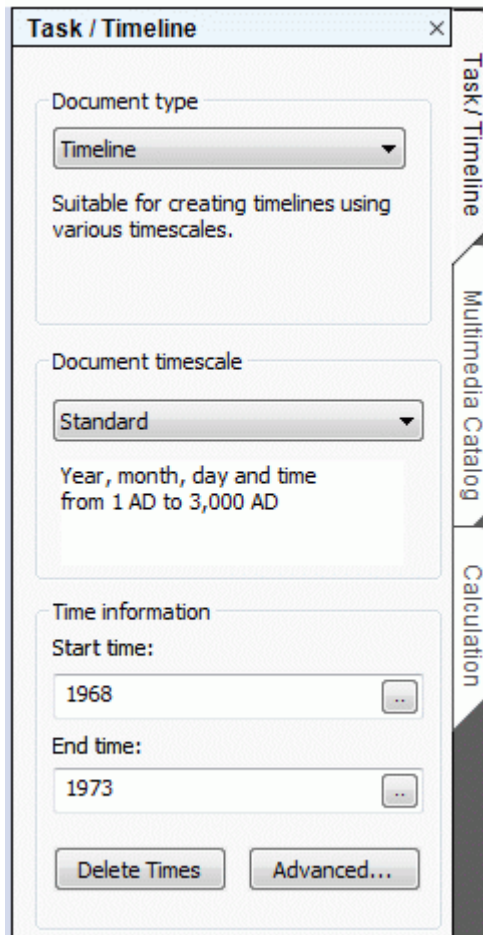 Task / Timeline
Document type
Timeline
Suitable for creating timelines using
various timescales.
Document timescale
Standard
Year, month, day and time
from 1 AD to 3,000 AD
Time information
Start time:
1968
..
End time:
1973
..
Delete Times
Advanced...
Task/Timeline
Multimedia Catalog
Calculation